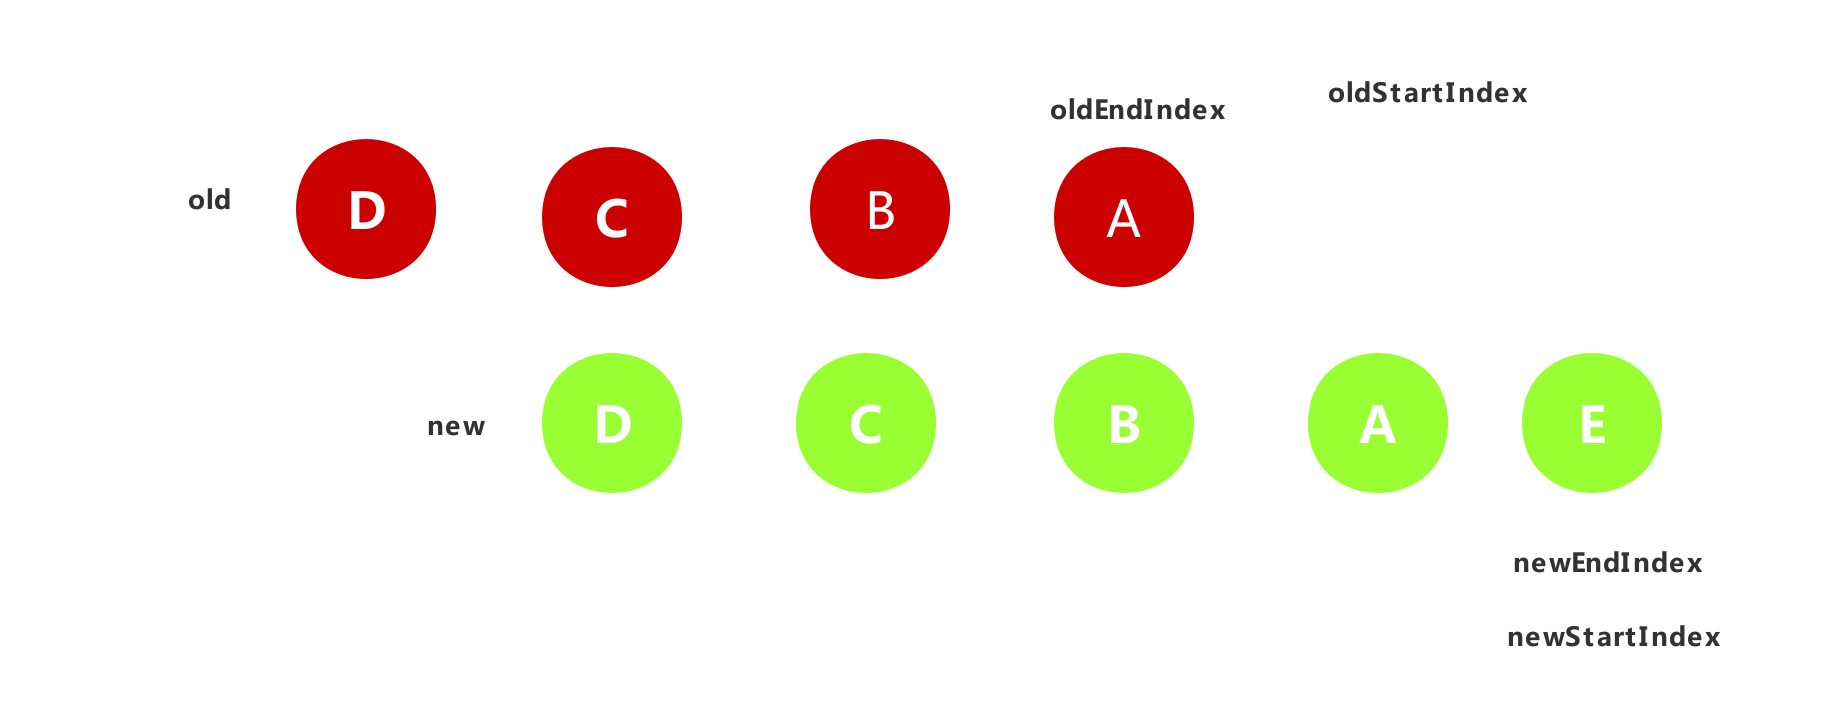 oldStartIndex
oldEndIndex
old D C B A
new D C B A E
newEndIndex
newStartIndex